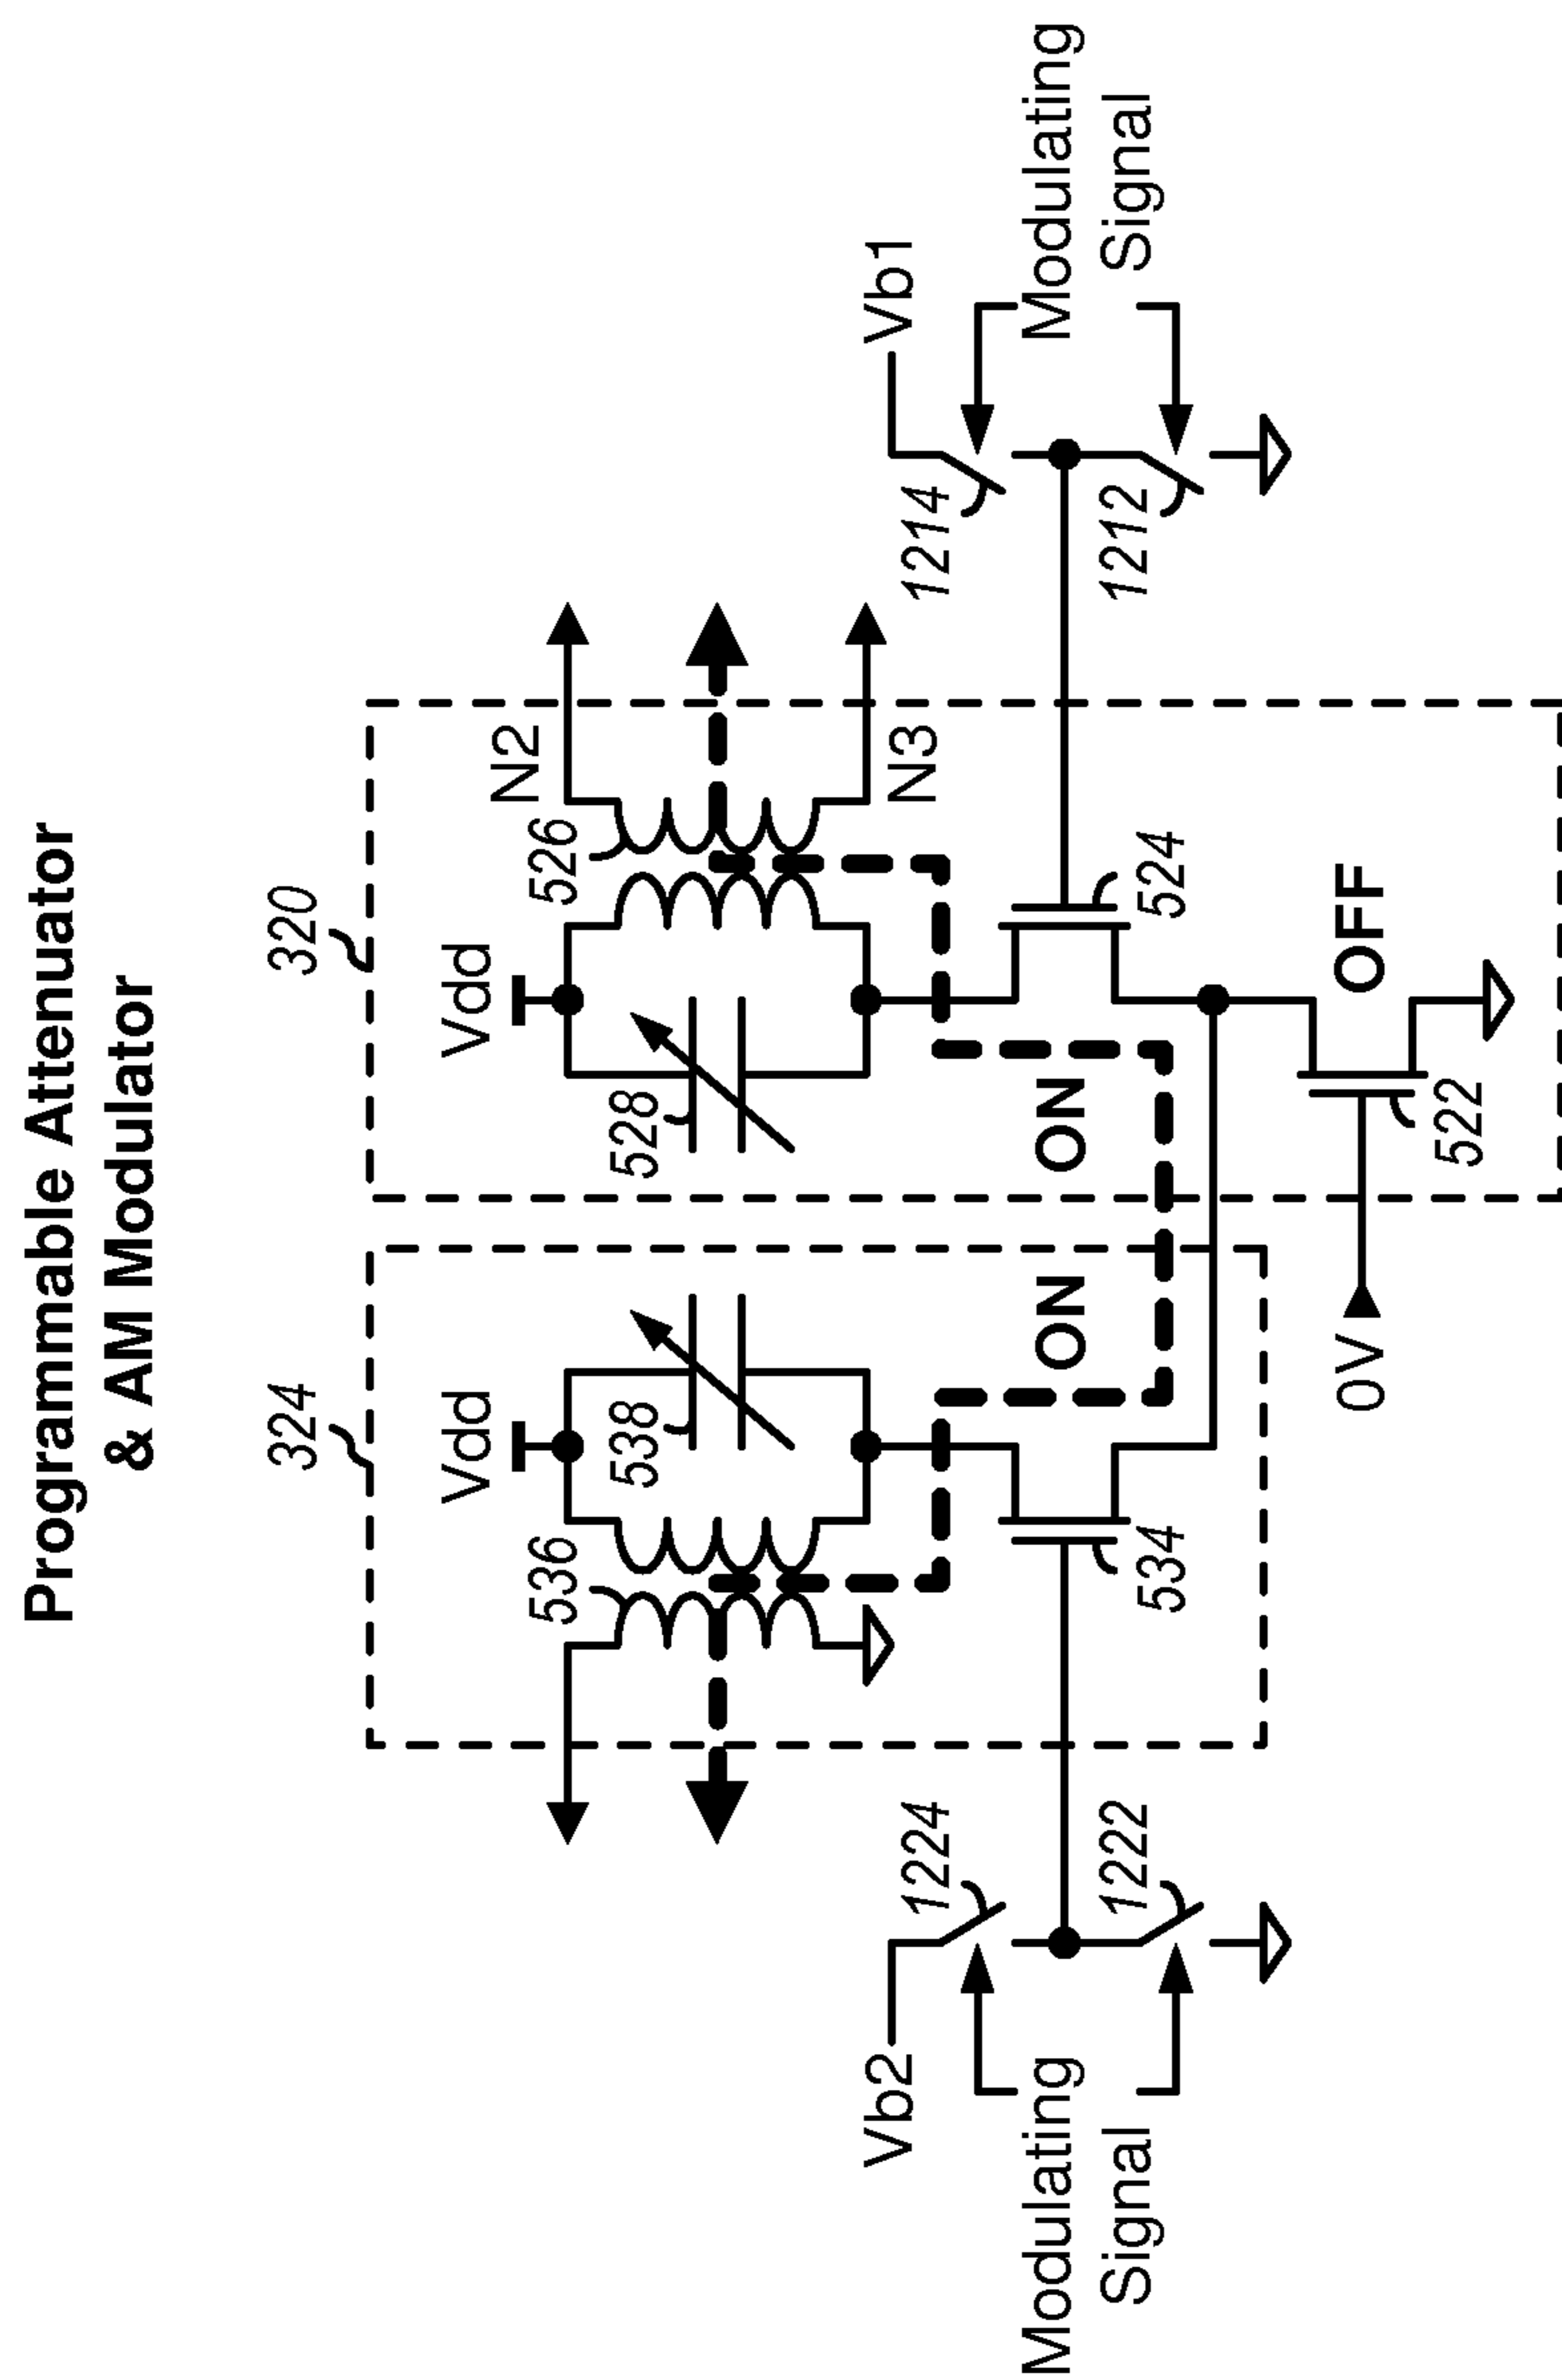 Programmable Attenuator
& AM Modulator
324
320
Vdd
Vdd
536
538
528
526
N2
N3
Vb2
1224
1222
Modulating
Signal
ON
ON
534
524
Vb1
1214
1212
Modulating
Signal
0V
OFF
522